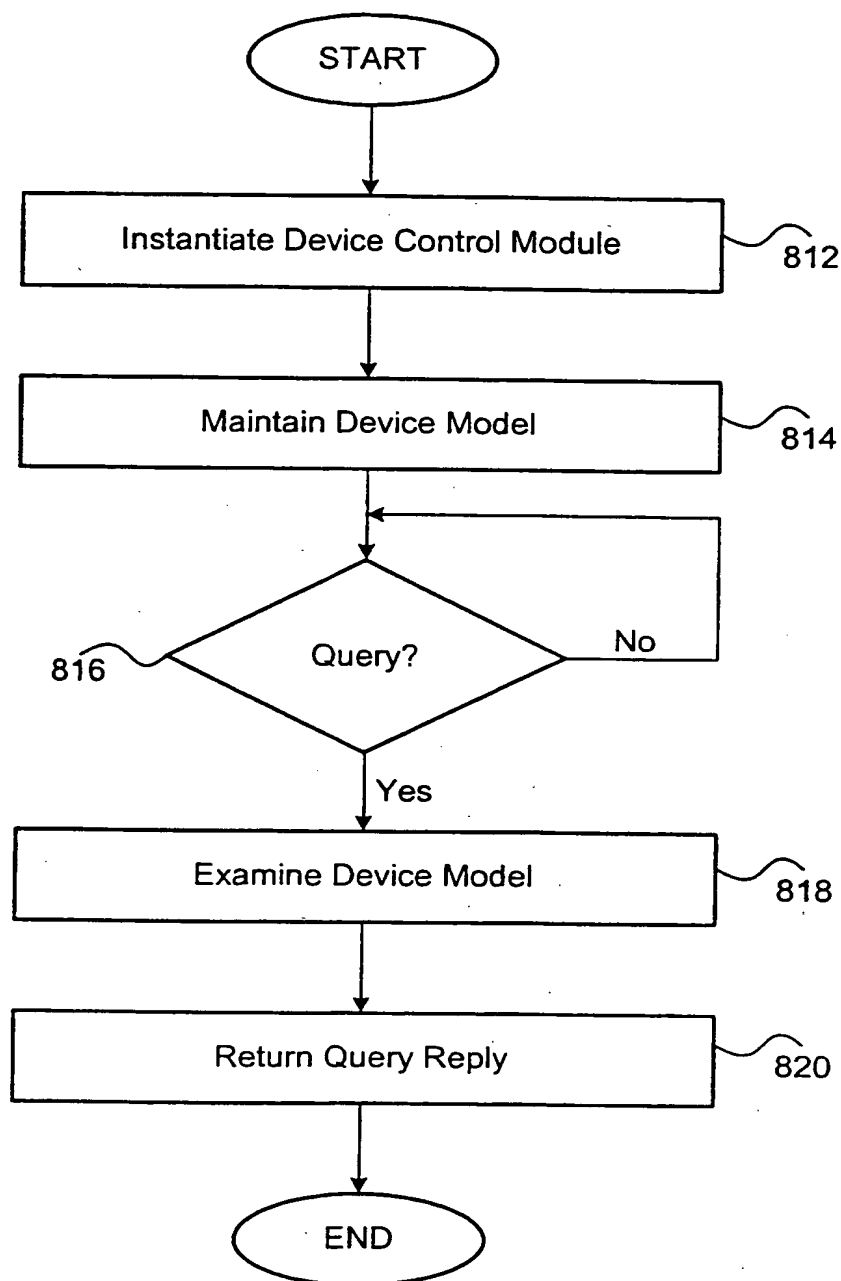 START
Instantiate Device Control Module
812
Maintain Device Model
814
Query?
No
816
Yes
Examine Device Model
818
Return Query Reply
820
END